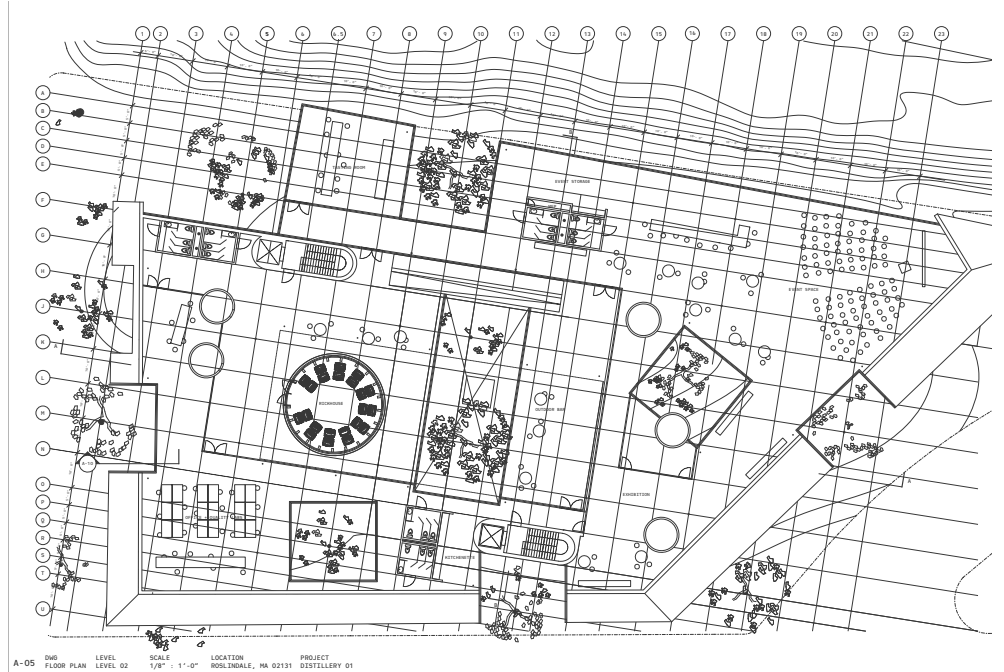 1 2 3 4 5 6 6.5 7 8 9 10 11 12 13 14 15 16 17 18 19 20 21 22 23
A
B
C
D
E
F
G
H
J
K
L
M
N
O
P
Q
R
S
T
U
EVENT STORAGE
EVENT SPACE
RICKHOUSE
OUTDOOR BAR
EXHIBITION
KITCHENETTE
A
A
B
B
A-05
DWG LEVEL SCALE LOCATION PROJECT
FLOOR PLAN LEVEL 02 1/8" : 1'-0" ROSLINDALE, MA 02131 DISTILLERY 01